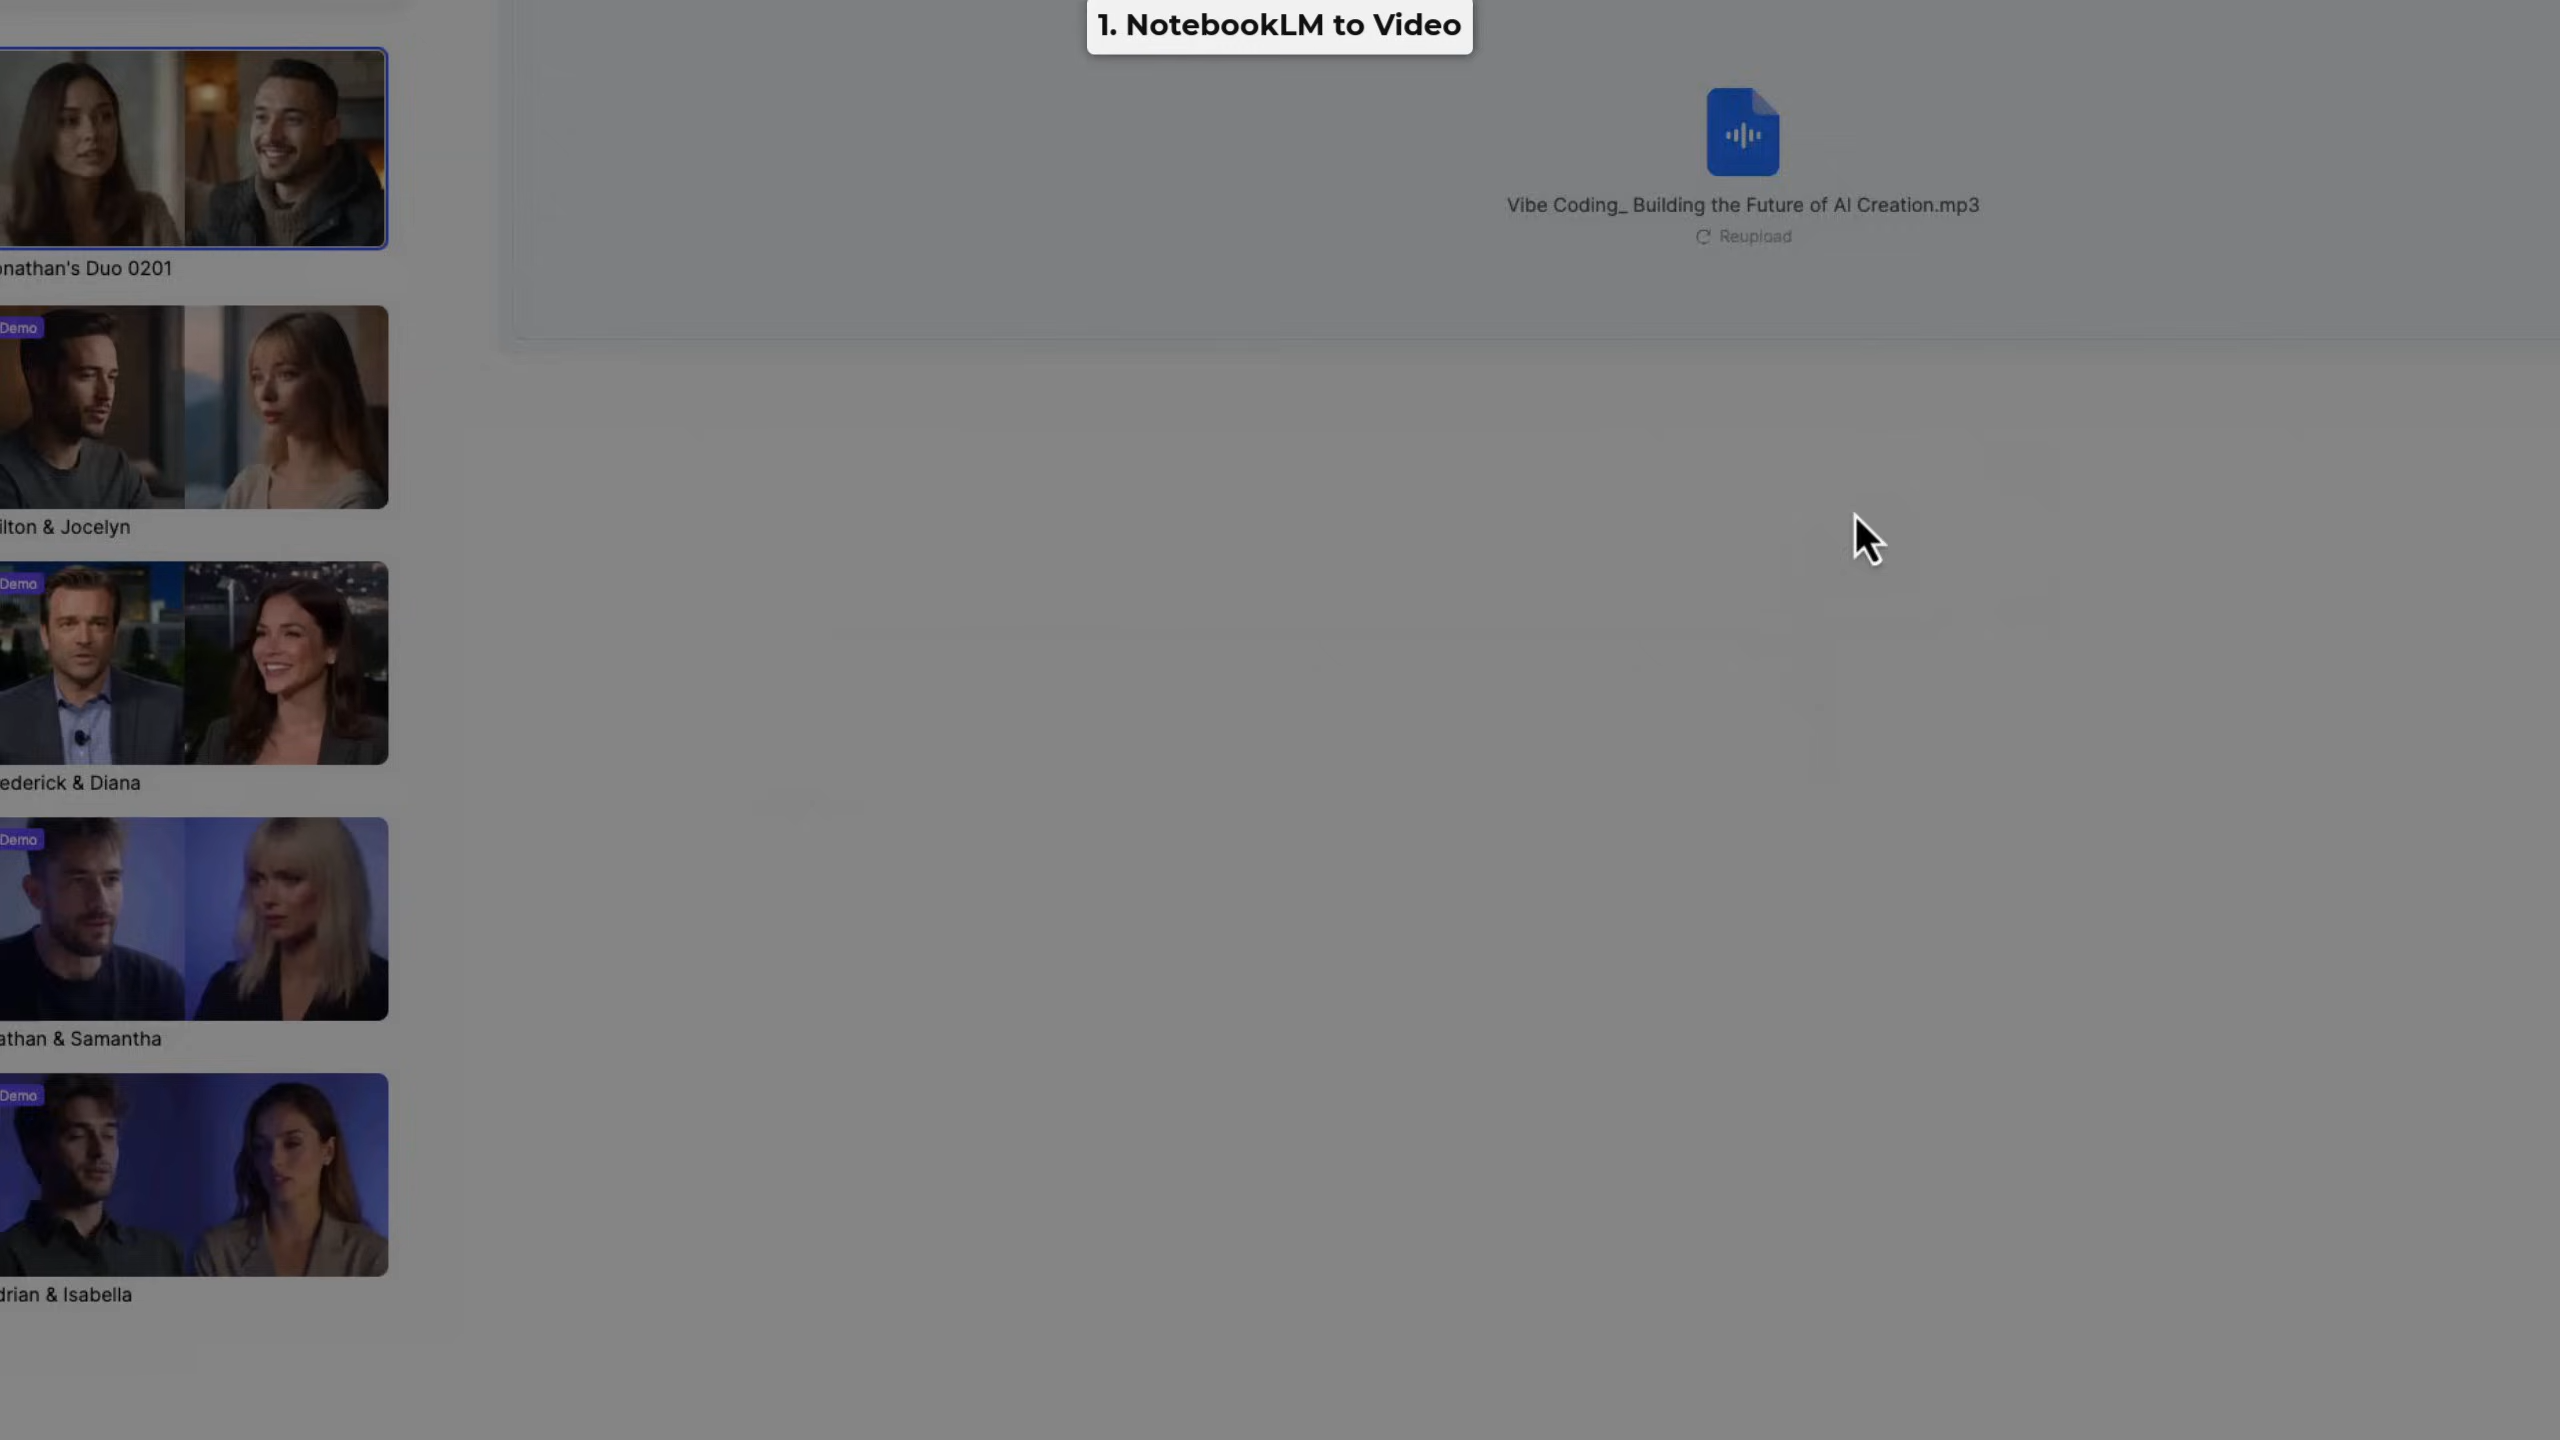 1. NotebookLM to Video
Vibe Coding_ Building the Future of AI Creation.mp3
Reupload
onathan's Duo 0201
Demo
ilton & Jocelyn
Demo
ederick & Diana
Demo
athan & Samantha
Demo
drian & Isabella